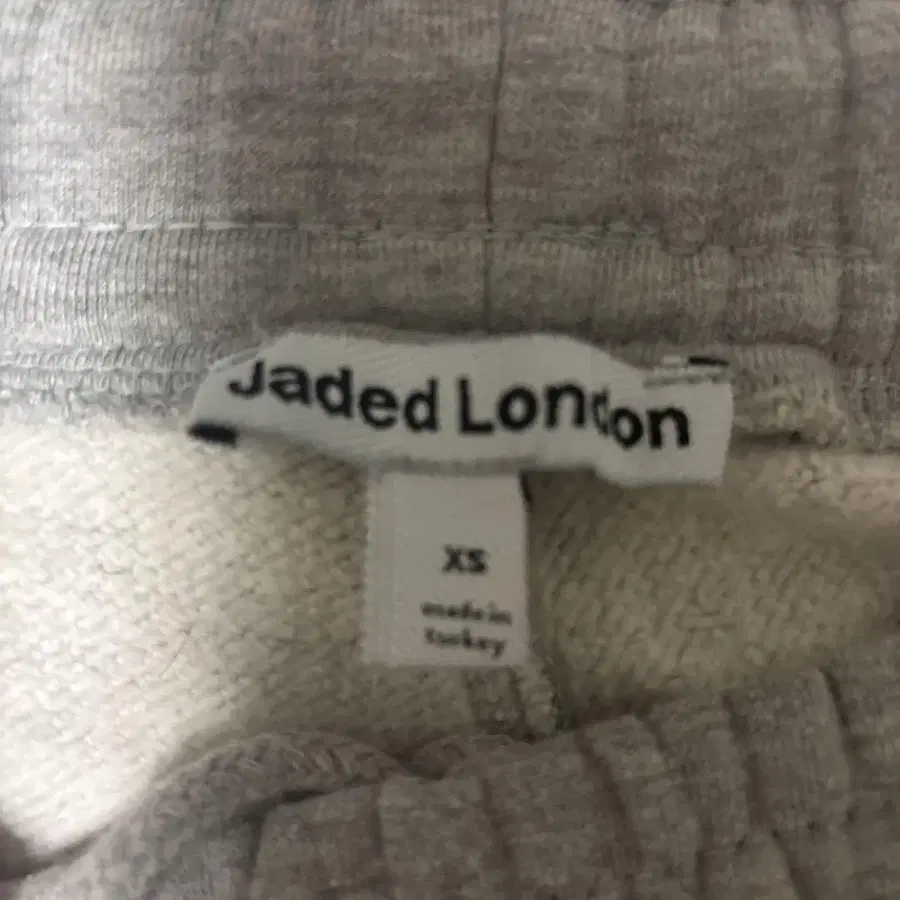 Jaded London
XS
made in
turkey